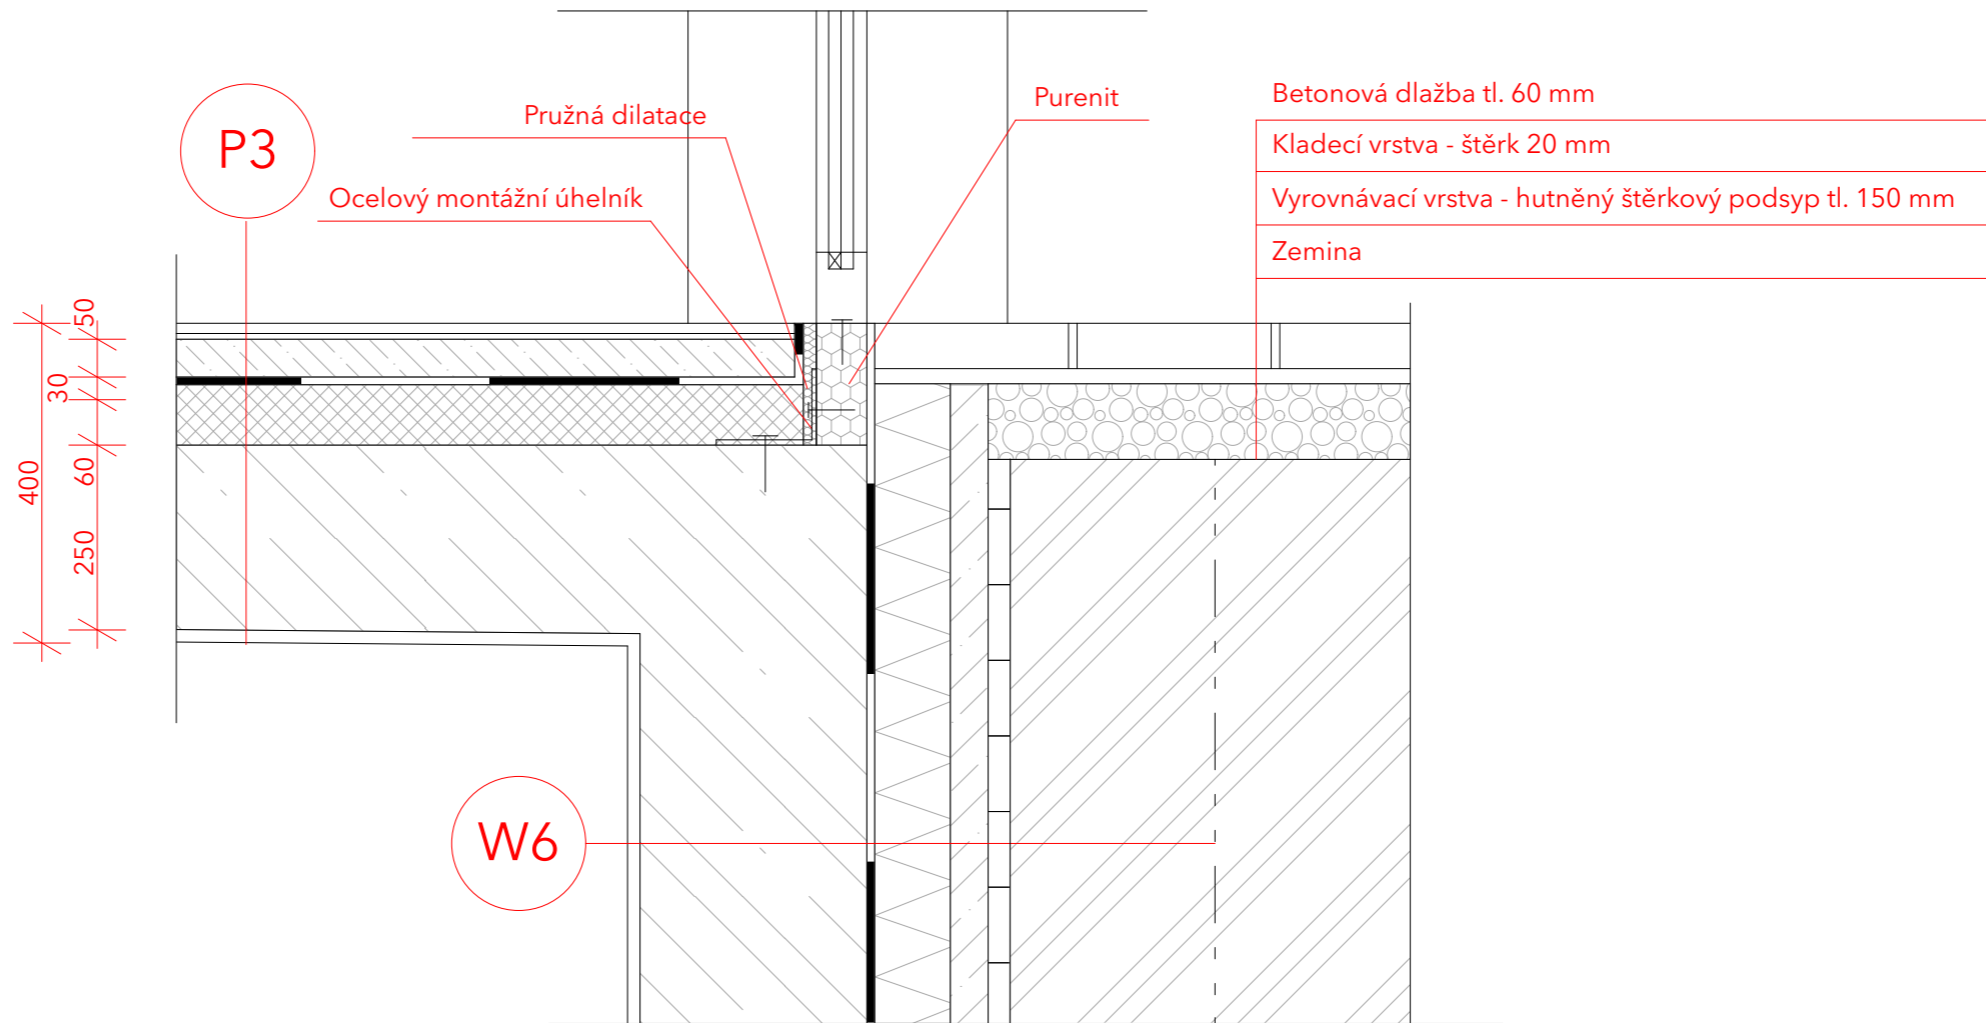 Betonová dlažba tl. 60 mm
Purenit
Pružná dilatace
Kladecí vrstva - štěrk 20 mm
P3
Ocelový montážní úhelník
Vyrovnávací vrstva - hutněný štěrkový podsyp tl. 150 mm
Zemina
50
30
400
60
250
W6